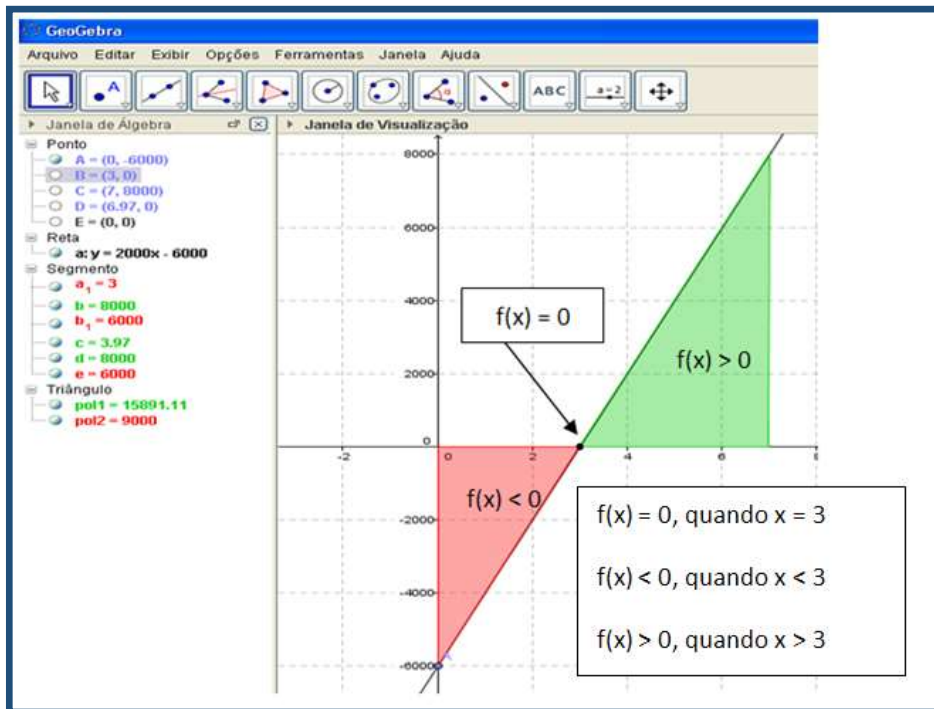 GeoGebra
Arquivo Editar Exibir Opções Ferramentas Janela Ajuda
A
ABC
a=2
Janela de Álgebra
Ponto
A = (0, -6000)
B = (3, 0)
C = (7, 8000)
D = (6.97, 0)
E = (0, 0)
Reta
a: y = 2000x - 6000
Segmento
a₁ = 3
b = 8000
b₁ = 6000
c = 3.97
d = 8000
e = 6000
Triângulo
pol1 = 15891.11
pol2 = 9000
Janela de Visualização
8000
6000
4000
2000
0
-2000
-4000
-6000
A
-2 0 2 4 6 8
f(x) = 0
f(x) > 0
f(x) < 0
f(x) = 0, quando x = 3
f(x) < 0, quando x < 3
f(x) > 0, quando x > 3